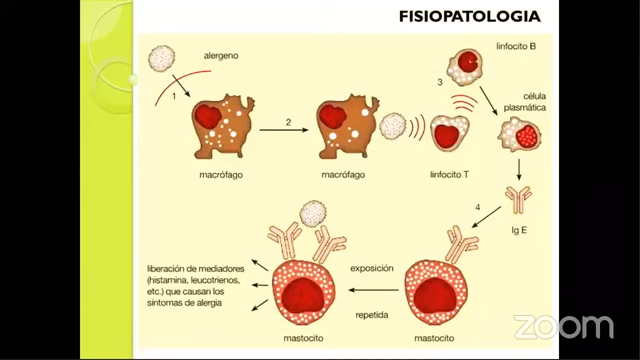 FISIOPATOLOGIA
alergeno
linfocito B
1
2
3
célula
plasmática
macrófago
macrófago
linfocito T
4
Ig E
liberación de mediadores
(histamina, leucotrienos,
etc.) que causan los
síntomas de alergia
exposición
repetida
mastocito
mastocito
zoom